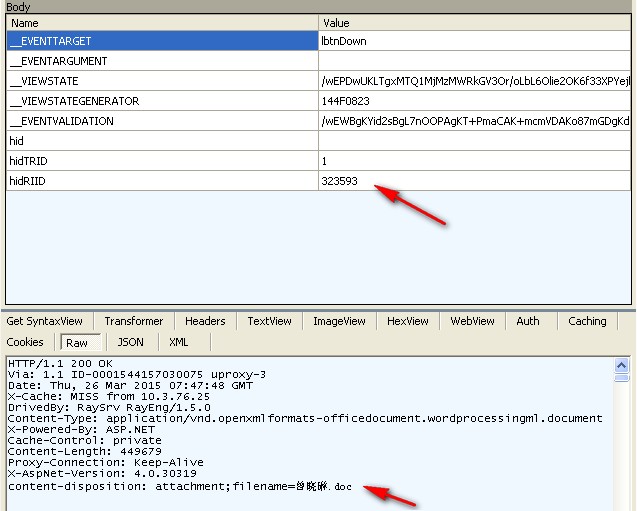 Body
Name Value
__EVENTTARGET lbtnDown
__EVENTARGUMENT
__VIEWSTATE /wEPDwUKLTgxMTQ1MjMzMWRkGV3Or/oLbL6Olie2OK6f33XPYejl
__VIEWSTATEGENERATOR 144F0823
__EVENTVALIDATION /wEWBgKYid2sBgL7nOOPAgKT+PmaCAK+mcmVDAKo87mGDgKd
hid
hidTRID 1
hidRIID 323593
Get SyntaxView Transformer Headers TextView ImageView HexView WebView Auth Caching
Cookies Raw JSON XML
HTTP/1.1 200 OK
Via: 1.1 ID-0001544157030075 uproxy-3
Date: Thu, 26 Mar 2015 07:47:48 GMT
X-Cache: MISS from 10.3.76.25
DrivedBy: RaySrv RayEng/1.5.0
Content-Type: application/vnd.openxmlformats-officedocument.wordprocessingml.document
X-Powered-By: ASP.NET
Cache-Control: private
Content-Length: 449679
Proxy-Connection: Keep-Alive
X-AspNet-Version: 4.0.30319
content-disposition: attachment;filename=.doc